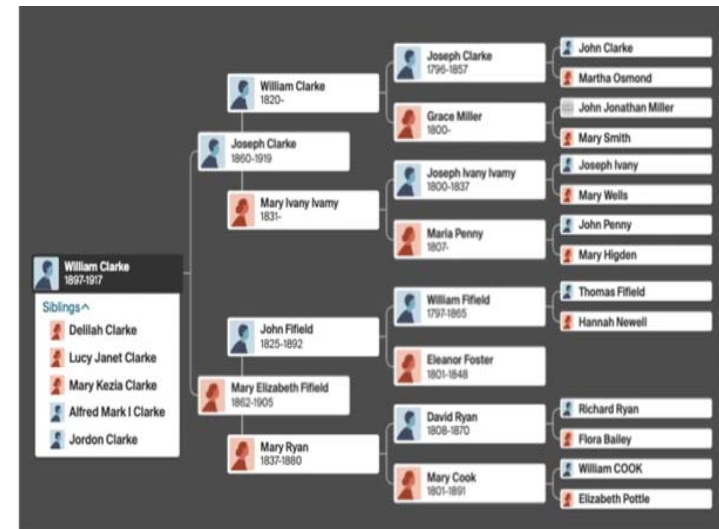 William Clarke
1897-1917
Siblings^
Delilah Clarke
Lucy Janet Clarke
Mary Kezia Clarke
Alfred Mark I Clarke
Jordon Clarke
Joseph Clarke
1860-1919
Mary Elizabeth Fifield
1862-1905
William Clarke
1820-
Mary Ivany Ivamy
1831-
John Fifield
1825-1892
Mary Ryan
1837-1880
Joseph Clarke
1796-1857
Grace Miller
1800-
Joseph Ivany Ivamy
1800-1837
Maria Penny
1807-
William Fifield
1797-1865
Eleanor Foster
1801-1848
David Ryan
1808-1870
Mary Cook
1801-1891
John Clarke
Martha Osmond
John Jonathan Miller
Mary Smith
Joseph Ivany
Mary Wells
John Penny
Mary Higden
Thomas Fifield
Hannah Newell
Richard Ryan
Flora Bailey
William COOK
Elizabeth Pottle